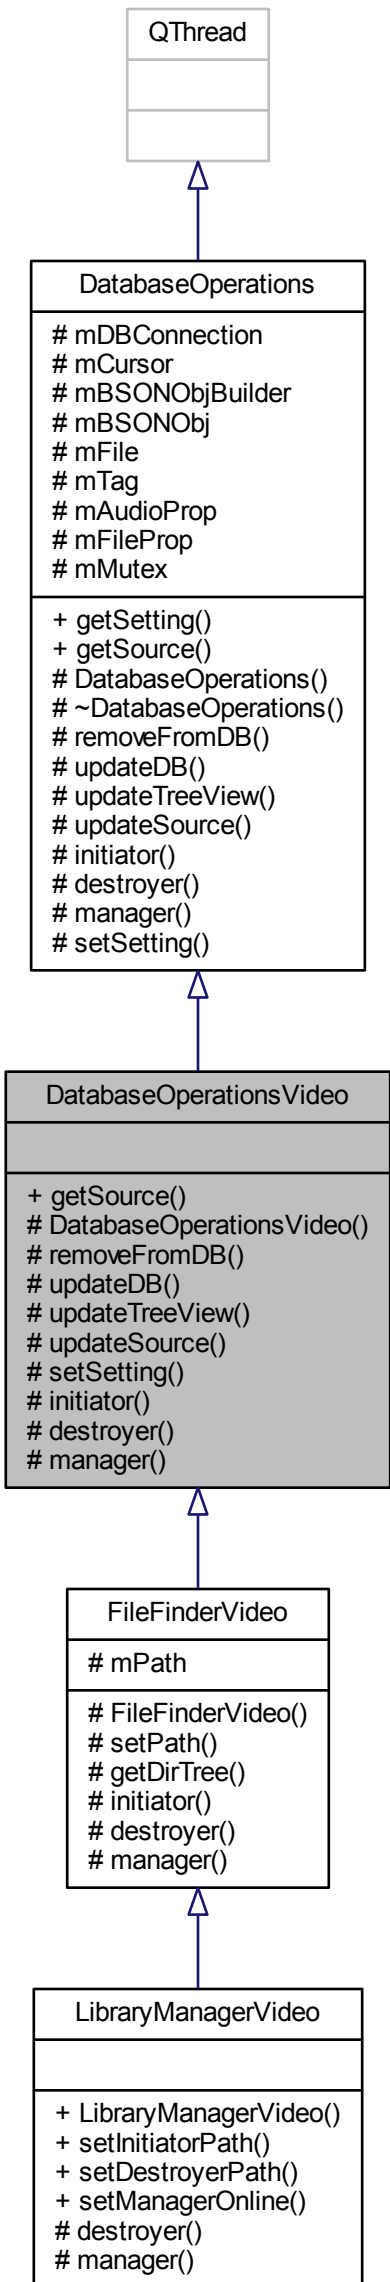 QThread
DatabaseOperations
# mDBConnection
# mCursor
# mBSONObjBuilder
# mBSONObj
# mFile
# mTag
# mAudioProp
# mFileProp
# mMutex
+ getSetting()
+ getSource()
# DatabaseOperations()
# ~DatabaseOperations()
# removeFromDB()
# updateDB()
# updateTreeView()
# updateSource()
# initiator()
# destroyer()
# manager()
# setSetting()
DatabaseOperationsVideo
+ getSource()
# DatabaseOperationsVideo()
# removeFromDB()
# updateDB()
# updateTreeView()
# updateSource()
# setSetting()
# initiator()
# destroyer()
# manager()
FileFinderVideo
# mPath
# FileFinderVideo()
# setPath()
# getDirTree()
# initiator()
# destroyer()
# manager()
LibraryManagerVideo
+ LibraryManagerVideo()
+ setInitiatorPath()
+ setDestroyerPath()
+ setManagerOnline()
# destroyer()
# manager()